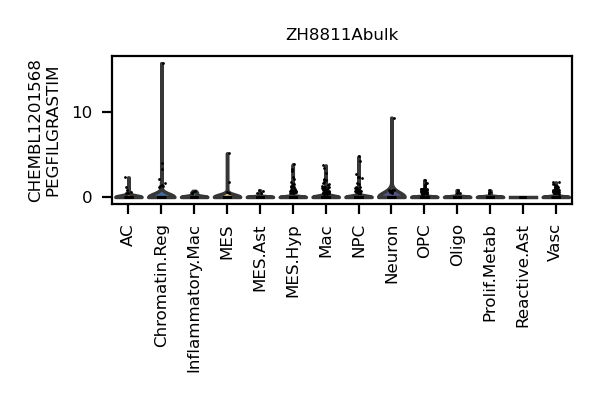 ZH8811Abulk
CHEMBL1201568
PEGFILGRASTIM
10
0
AC
Chromatin.Reg
Inflammatory.Mac
MES
MES.Ast
MES.Hyp
Mac
NPC
Neuron
OPC
Oligo
Prolif.Metab
Reactive.Ast
Vasc